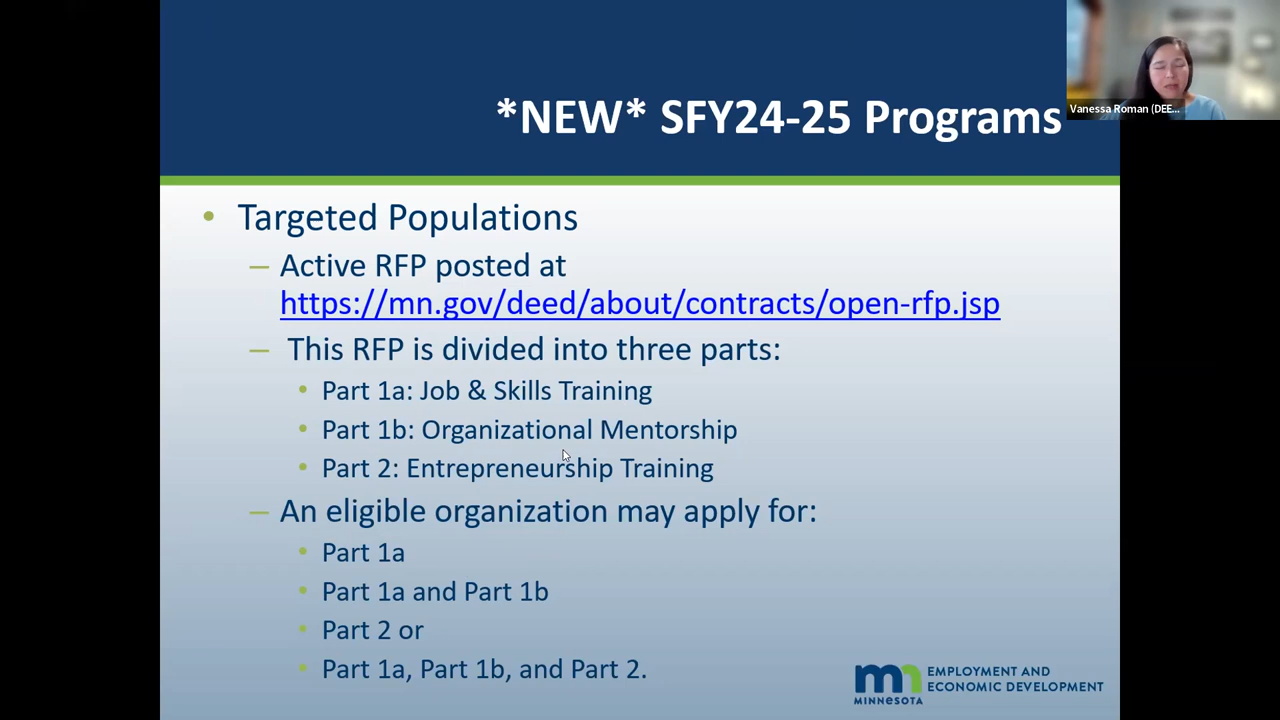 *NEW* SFY24-25 Programs
Vanessa Roman (DEE...
• Targeted Populations
– Active RFP posted at
https://mn.gov/deed/about/contracts/open-rfp.jsp
– This RFP is divided into three parts:
• Part 1a: Job & Skills Training
• Part 1b: Organizational Mentorship
• Part 2: Entrepreneurship Training
– An eligible organization may apply for:
• Part 1a
• Part 1a and Part 1b
• Part 2 or
• Part 1a, Part 1b, and Part 2.
mn
MINNESOTA
EMPLOYMENT AND
ECONOMIC DEVELOPMENT